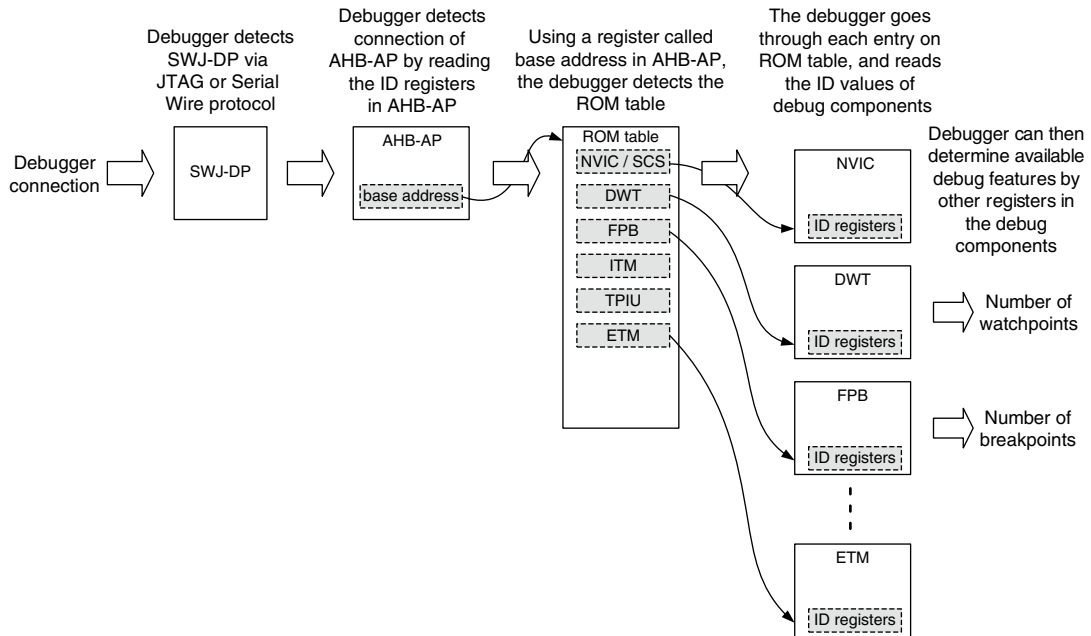 Debugger detects
SWJ-DP via
JTAG or Serial
Wire protocol
Debugger detects
connection of
AHB-AP by reading
the ID registers
in AHB-AP
Using a register called
base address in AHB-AP,
the debugger detects the
ROM table
The debugger goes
through each entry on
ROM table, and reads
the ID values of
debug components
Debugger can then
determine available
debug features by
other registers in
the debug
components
Debugger
connection
SWJ-DP
AHB-AP
base address
ROM table
NVIC / SCS
DWT
FPB
ITM
TPIU
ETM
NVIC
ID registers
DWT
ID registers
Number of
watchpoints
FPB
ID registers
Number of
breakpoints
ETM
ID registers